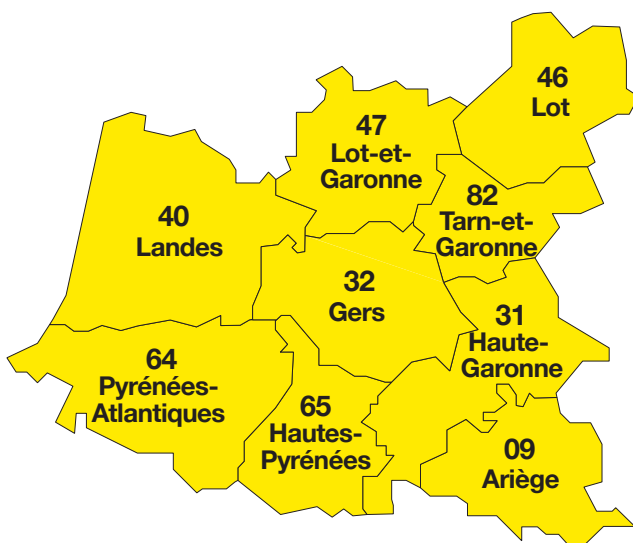 46
Lot
47
Lot-et-
Garonne
82
Tarn-et-
Garonne
40
Landes
32
Gers
31
Haute-
Garonne
64
Pyrénées-
Atlantiques
65
Hautes-
Pyrénées
09
Ariège